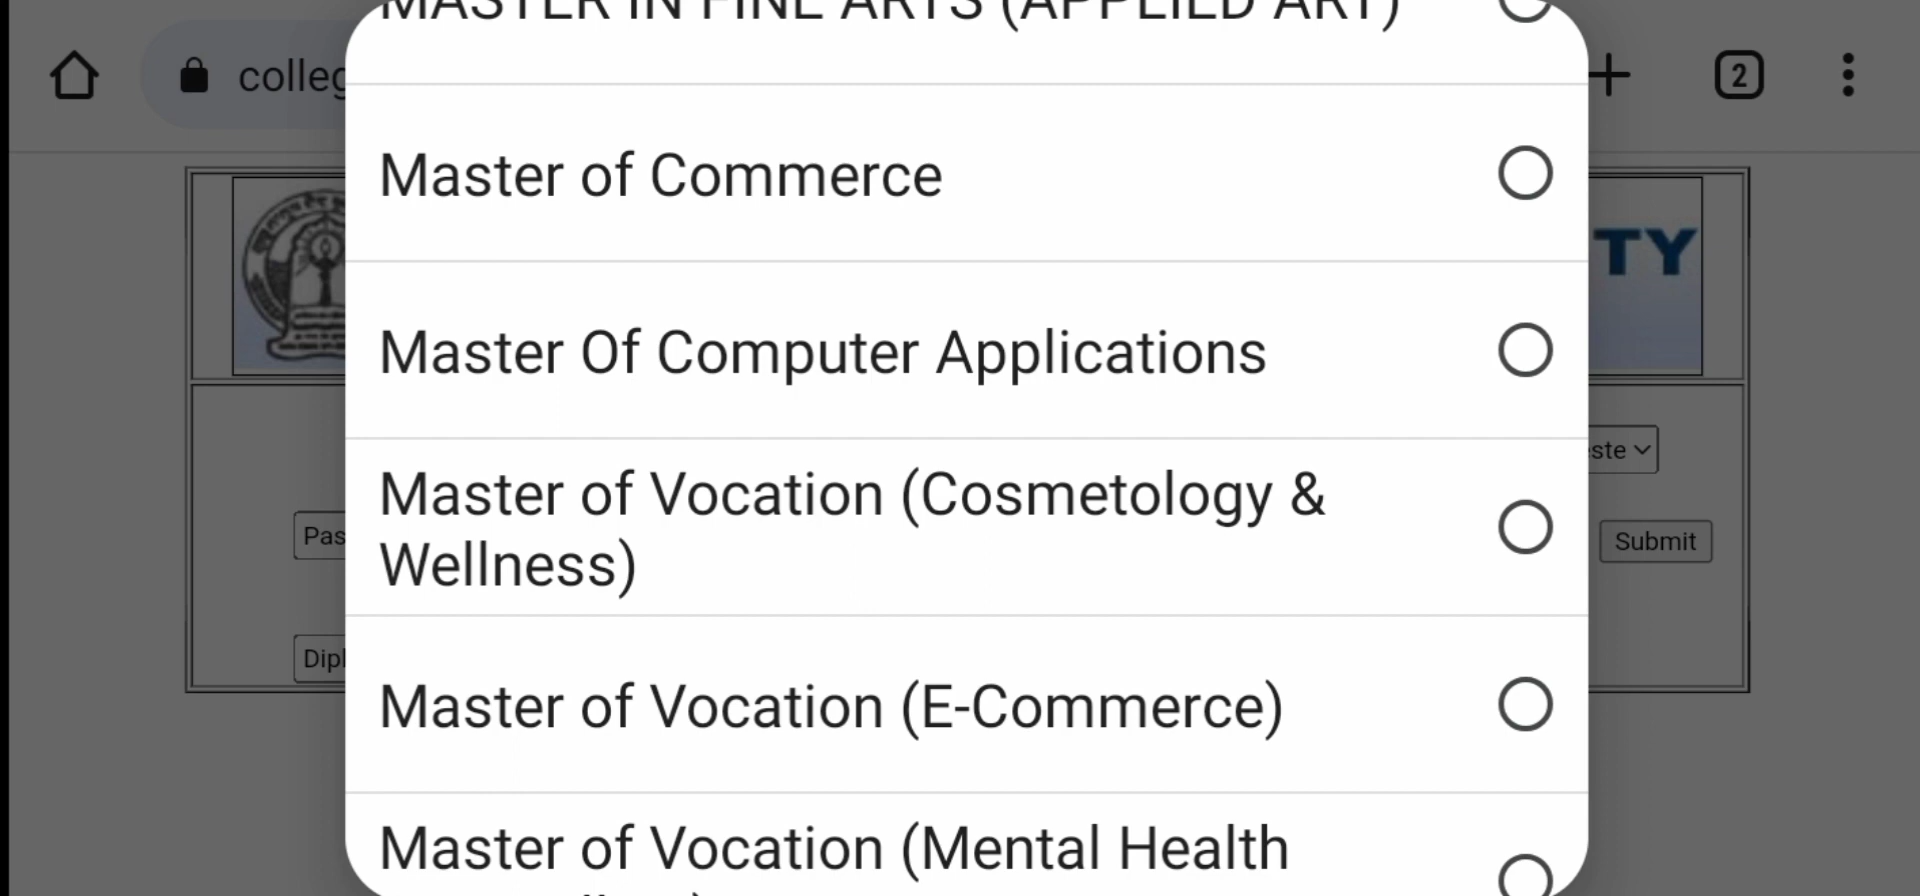 MASTER IN FINE ARTS (APPLIED ART)
colleg
2
Master of Commerce
TY
Master Of Computer Applications
ste
Master of Vocation (Cosmetology &
Wellness)
Pas
Submit
Dipl
Master of Vocation (E-Commerce)
Master of Vocation (Mental Health